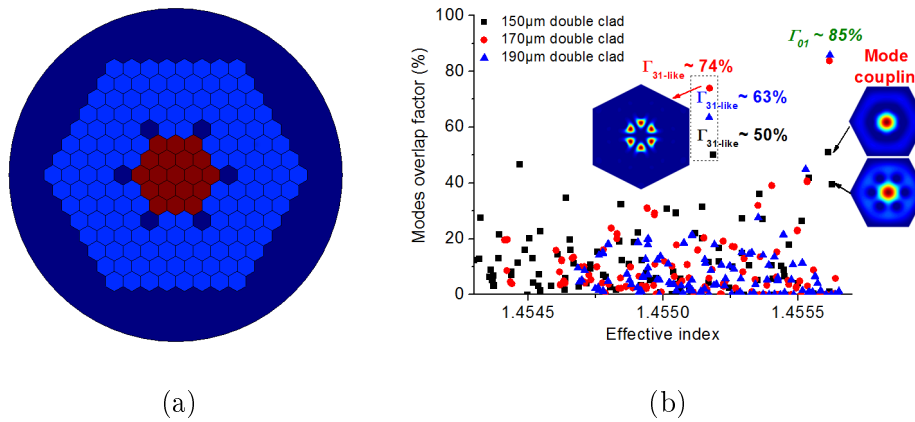 150μm double clad
170μm double clad
190μm double clad
Γ31-like ~ 74%
Γ31-like ~ 63%
Γ31-like ~ 50%
Γ01 ~ 85%
Mode
couplin
Modes overlap factor (%)
100
80
60
40
20
0
1.4545
1.4550
1.4555
Effective index
(a)
(b)